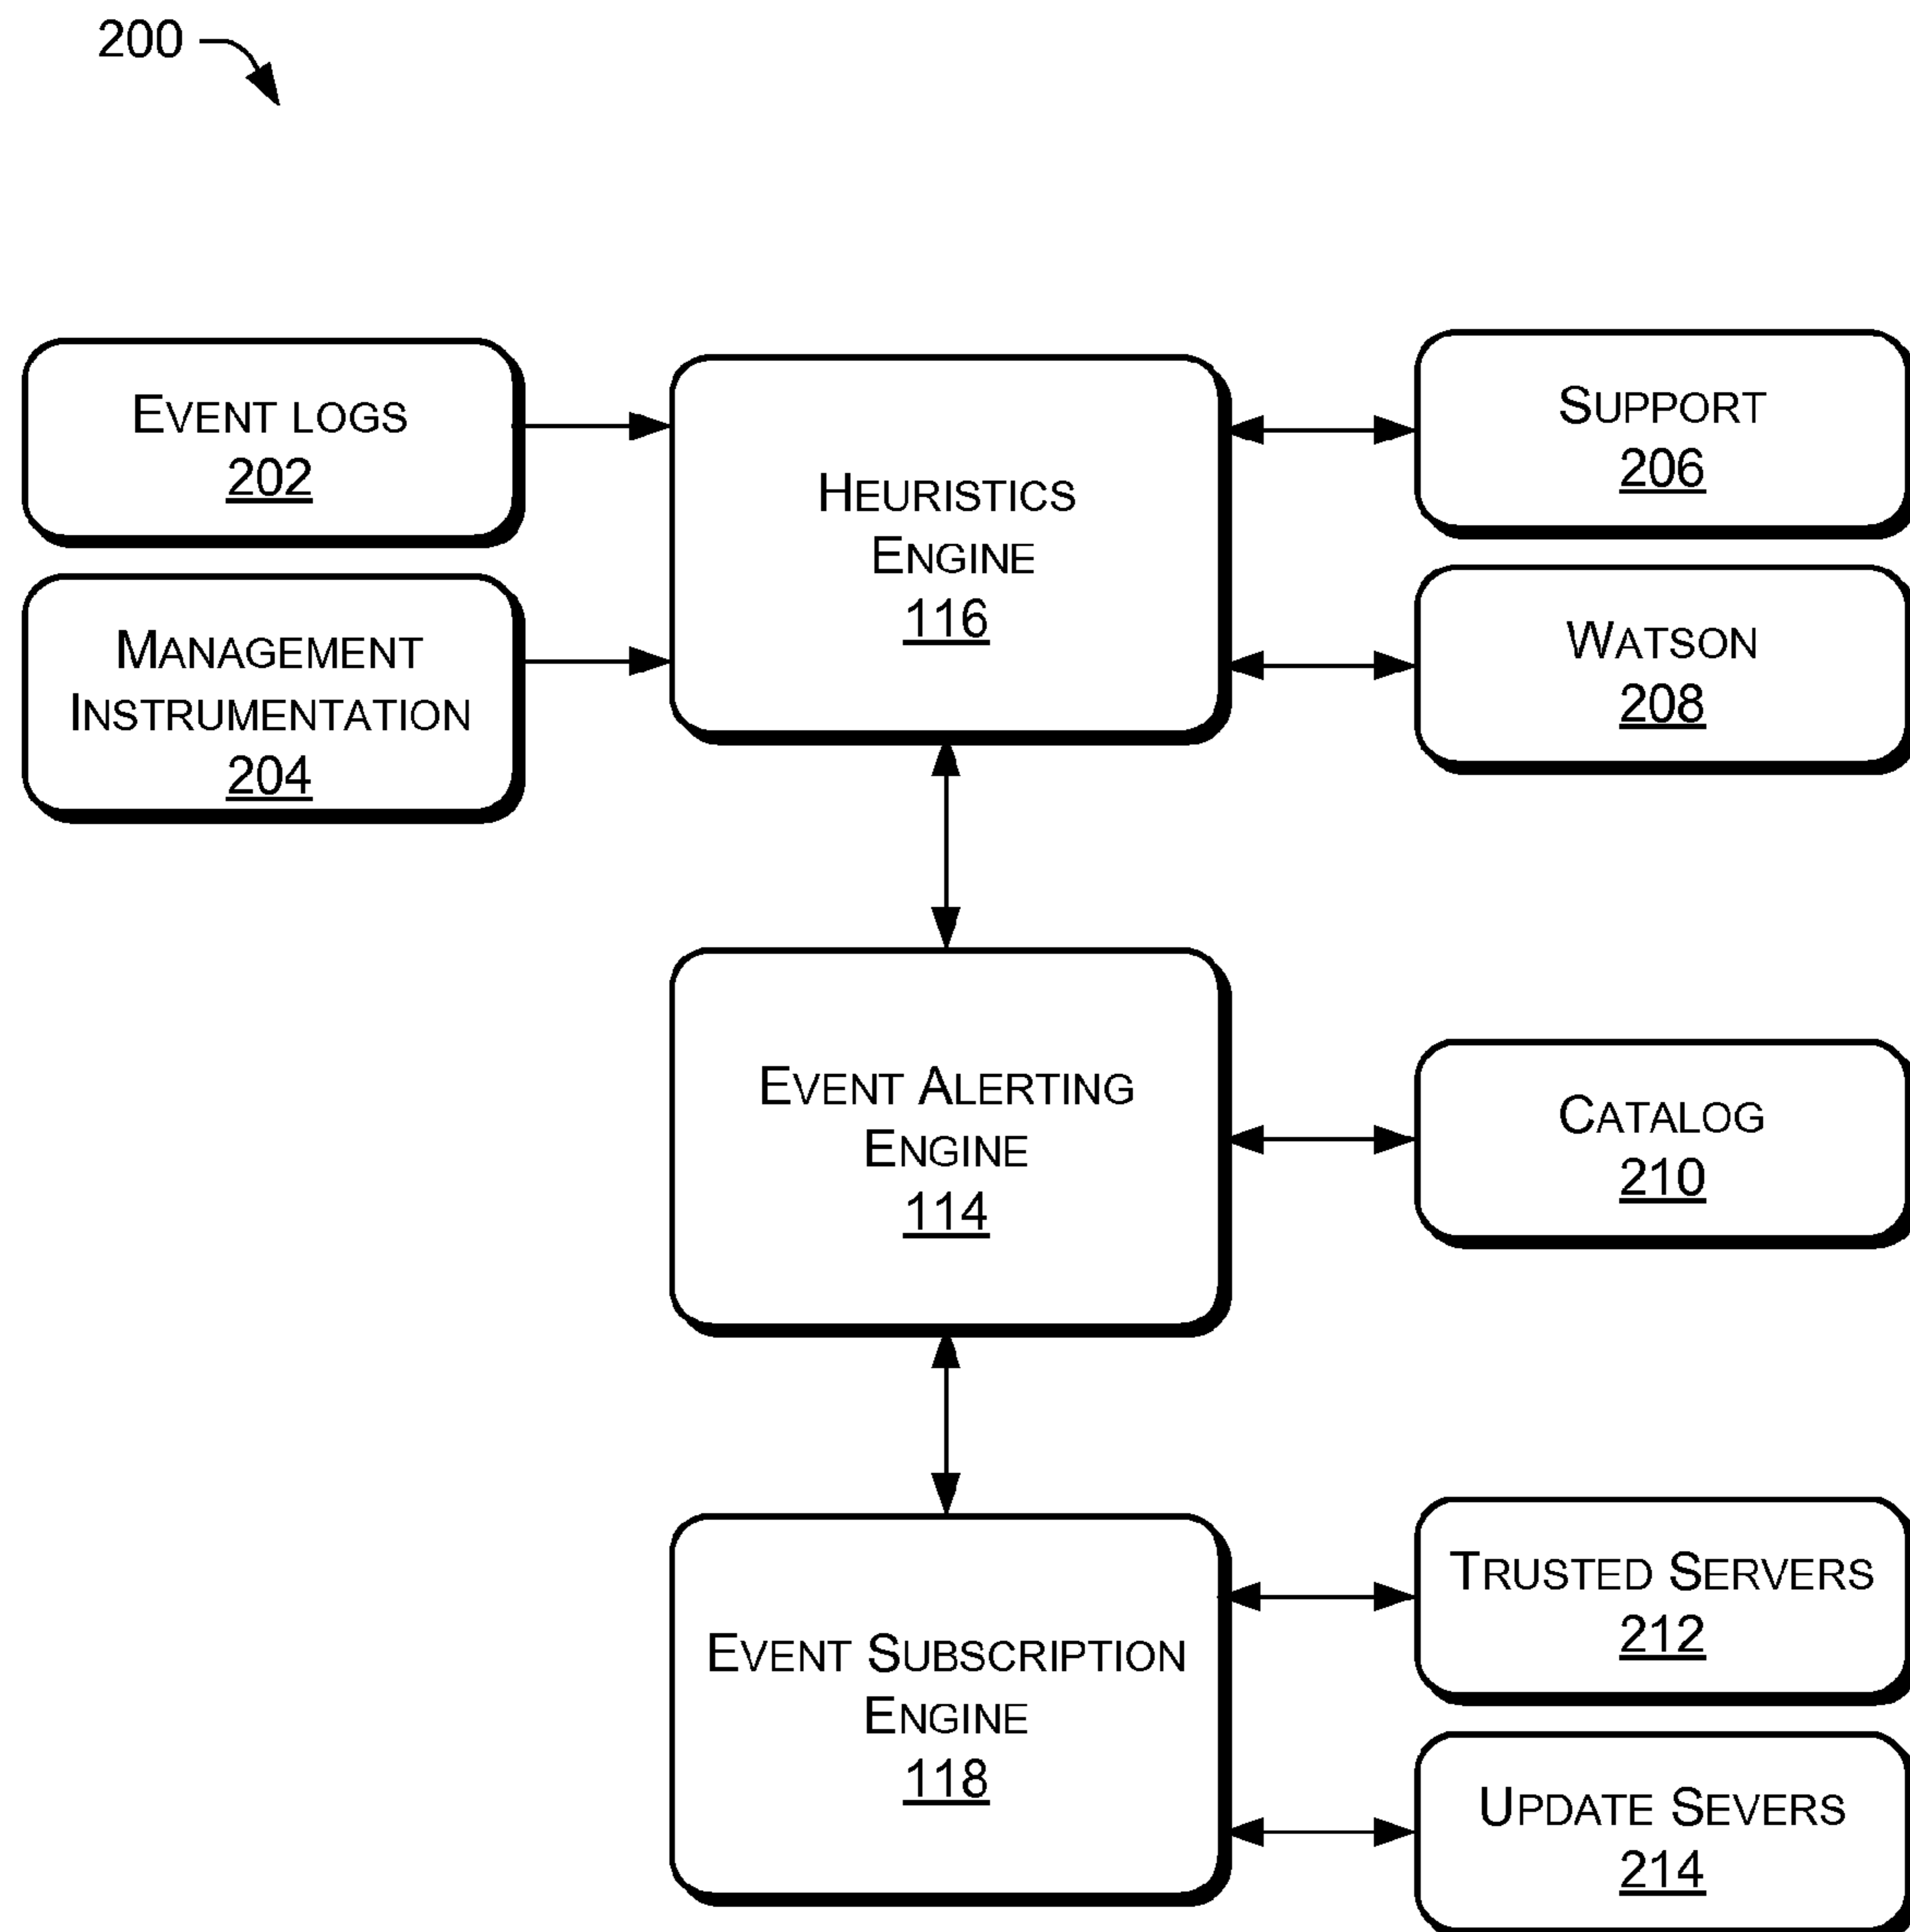 200
EVENT LOGS
202
MANAGEMENT
INSTRUMENTATION
204
HEURISTICS
ENGINE
116
SUPPORT
206
WATSON
208
EVENT ALERTING
ENGINE
114
CATALOG
210
EVENT SUBSCRIPTION
ENGINE
118
TRUSTED SERVERS
212
UPDATE SEVERS
214